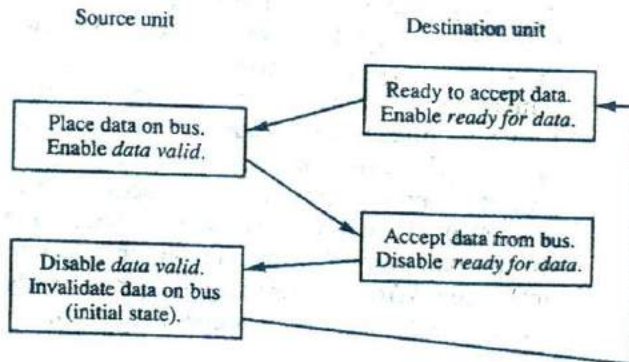 Source unit
Destination unit
Ready to accept data.
Enable ready for data.
Place data on bus.
Enable data valid.
Accept data from bus.
Disable ready for data.
Disable data valid.
Invalidate data on bus
(initial state).